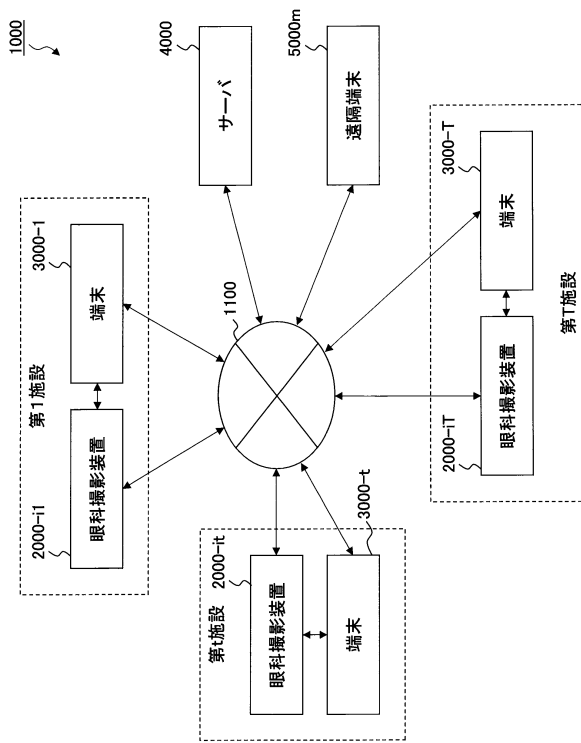 1000
第1施設
2000-i1
眼科撮影装置
3000-1
端末
4000
サーバ
5000m
遠隔端末
1100
第t施設
2000-it
眼科撮影装置
3000-t
端末
2000-iT
眼科撮影装置
3000-T
端末
第T施設